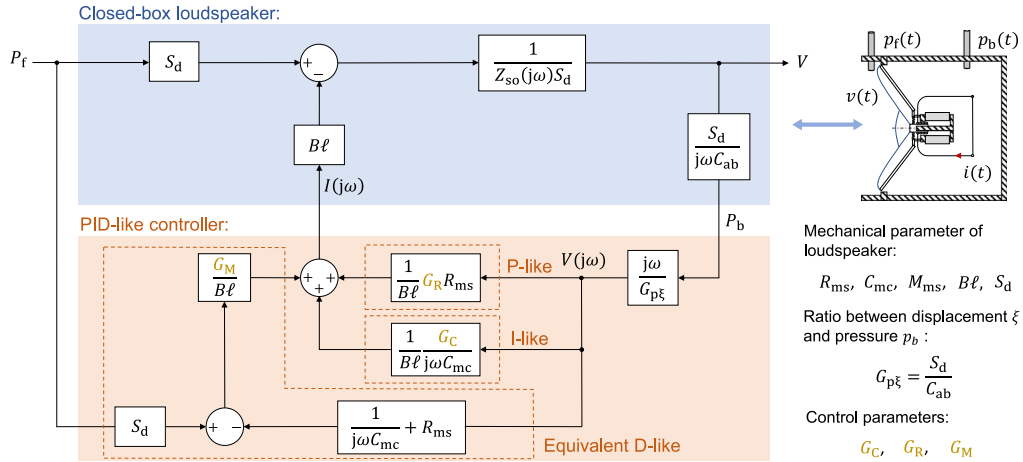 Closed-box loudspeaker:
P_f
S_d
+
−
1
Z_so(jω)S_d
V
Bℓ
I(jω)
S_d
jωC_ab
P_b
p_f(t)
p_b(t)
v(t)
i(t)
PID-like controller:
G_M
Bℓ
+
+
+
1
Bℓ
G_R R_ms
P-like
V(jω)
jω
G_pξ
1
Bℓ
G_C
jωC_mc
I-like
S_d
+
−
1
jωC_mc
+ R_ms
Equivalent D-like
Mechanical parameter of
loudspeaker:
R_ms, C_mc, M_ms, Bℓ, S_d
Ratio between displacement ξ
and pressure p_b :
G_pξ = S_d
C_ab
Control parameters:
G_C, G_R, G_M